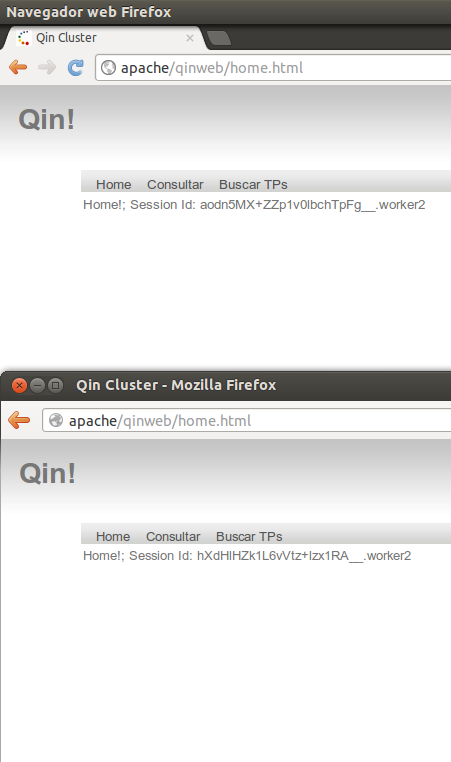 Navegador web Firefox
Qin Cluster
apache/qinweb/home.html
Qin!
Home Consultar Buscar TPs
Home!; Session Id: aodn5MX+ZZp1v0lbchTpFg__.worker2
Qin Cluster - Mozilla Firefox
apache/qinweb/home.html
Qin!
Home Consultar Buscar TPs
Home!; Session Id: hXdHlHZk1L6vVtz+lzx1RA__.worker2